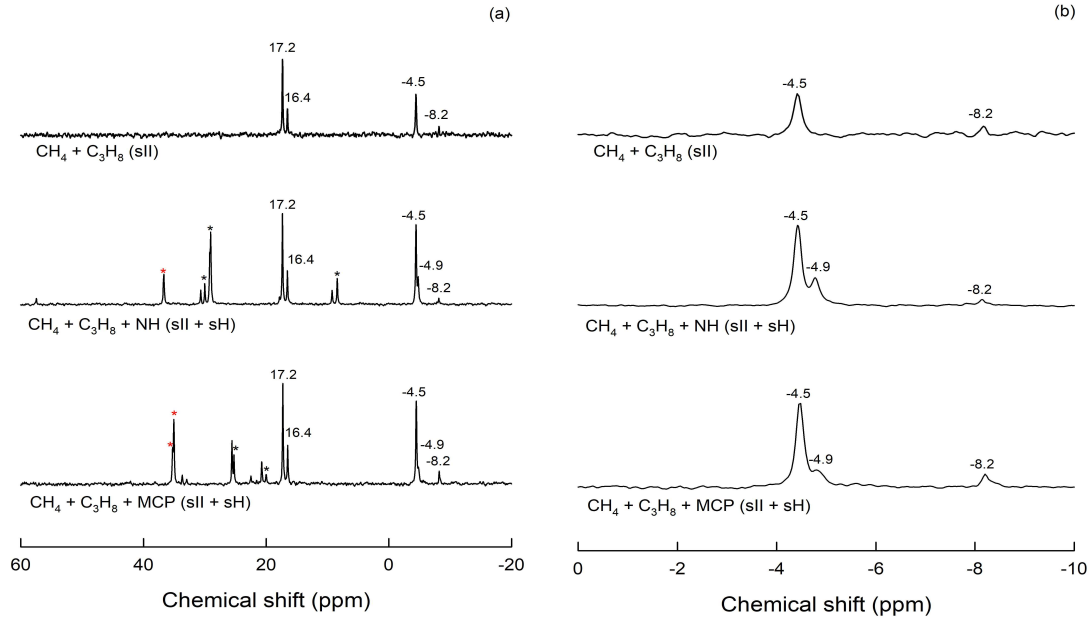 (a)
17.2
16.4
-4.5
-8.2
CH₄ + C₃H₈ (sII)
*
*
*
*
17.2
16.4
-4.5
-4.9
-8.2
CH₄ + C₃H₈ + NH (sII + sH)
*
*
*
*
17.2
16.4
-4.5
-4.9
-8.2
CH₄ + C₃H₈ + MCP (sII + sH)
60 40 20 0 -20
Chemical shift (ppm)
(b)
-4.5
-8.2
CH₄ + C₃H₈ (sII)
-4.5
-4.9
-8.2
CH₄ + C₃H₈ + NH (sII + sH)
-4.5
-4.9
-8.2
CH₄ + C₃H₈ + MCP (sII + sH)
0 -2 -4 -6 -8 -10
Chemical shift (ppm)